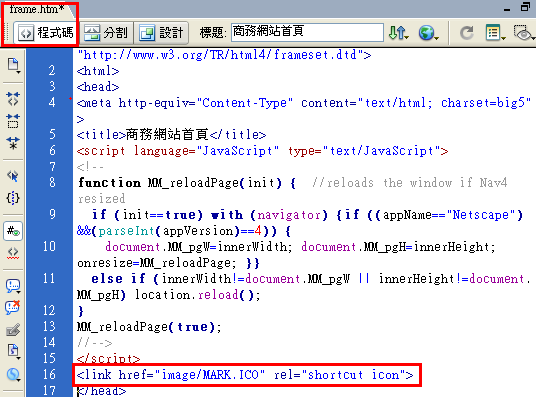 frame.htm*
程式碼 分割 設計 標題: 商務網站首頁
"http://www.w3.org/TR/html4/frameset.dtd">
2 <html>
3 <head>
4 <meta http-equiv="Content-Type" content="text/html; charset=big5"
>
5 <title>商務網站首頁</title>
6 <script language="JavaScript" type="text/JavaScript">
7 <!--
8 function MM_reloadPage(init) {  //reloads the window if Nav4
resized
9 if (init==true) with (navigator) {if ((appName=="Netscape")
&&(parseInt(appVersion)==4)) {
10 document.MM_pgW=innerWidth; document.MM_pgH=innerHeight;
onresize=MM_reloadPage; }}
11 else if (innerWidth!=document.MM_pgW || innerHeight!=document.
MM_pgH) location.reload();
12 }
13 MM_reloadPage(true);
14 //-->
15 </script>
16 <link href="image/MARK.ICO" rel="shortcut icon">
17 </head>